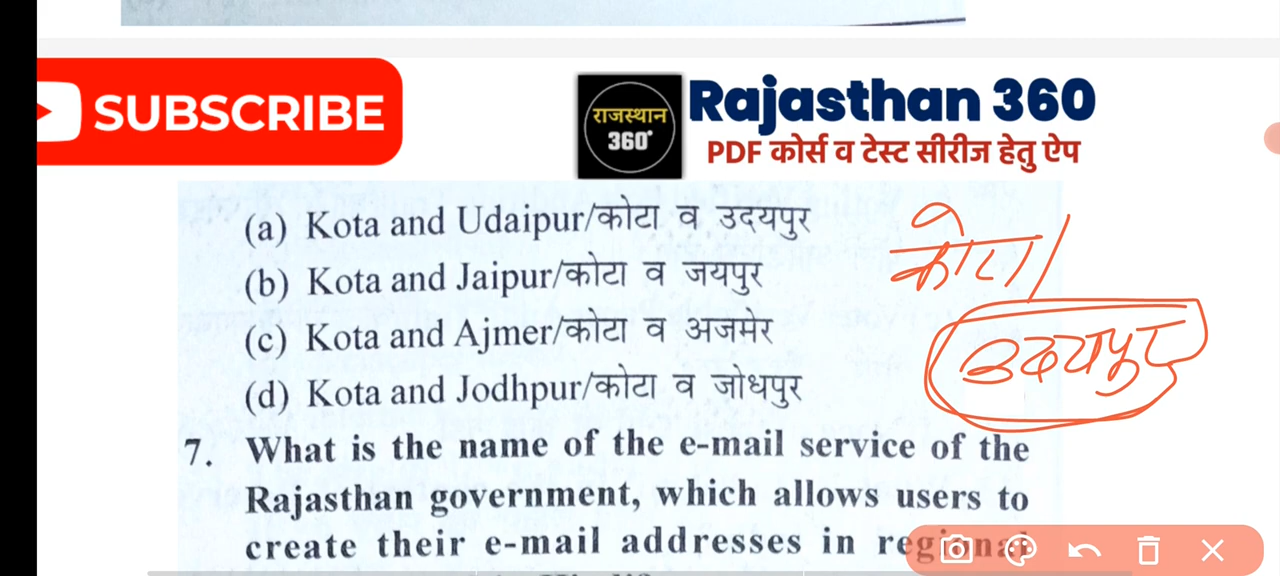 SUBSCRIBE
राजस्थान
360°
Rajasthan 360
PDF कोर्स व टेस्ट सीरीज हेतु ऐप
(a) Kota and Udaipur/कोटा व उदयपुर
(b) Kota and Jaipur/कोटा व जयपुर
(c) Kota and Ajmer/कोटा व अजमेर
(d) Kota and Jodhpur/कोटा व जोधपुर
कोटा/
उदयपुर
7. What is the name of the e-mail service of the
Rajasthan government, which allows users to
create their e-mail addresses in regional